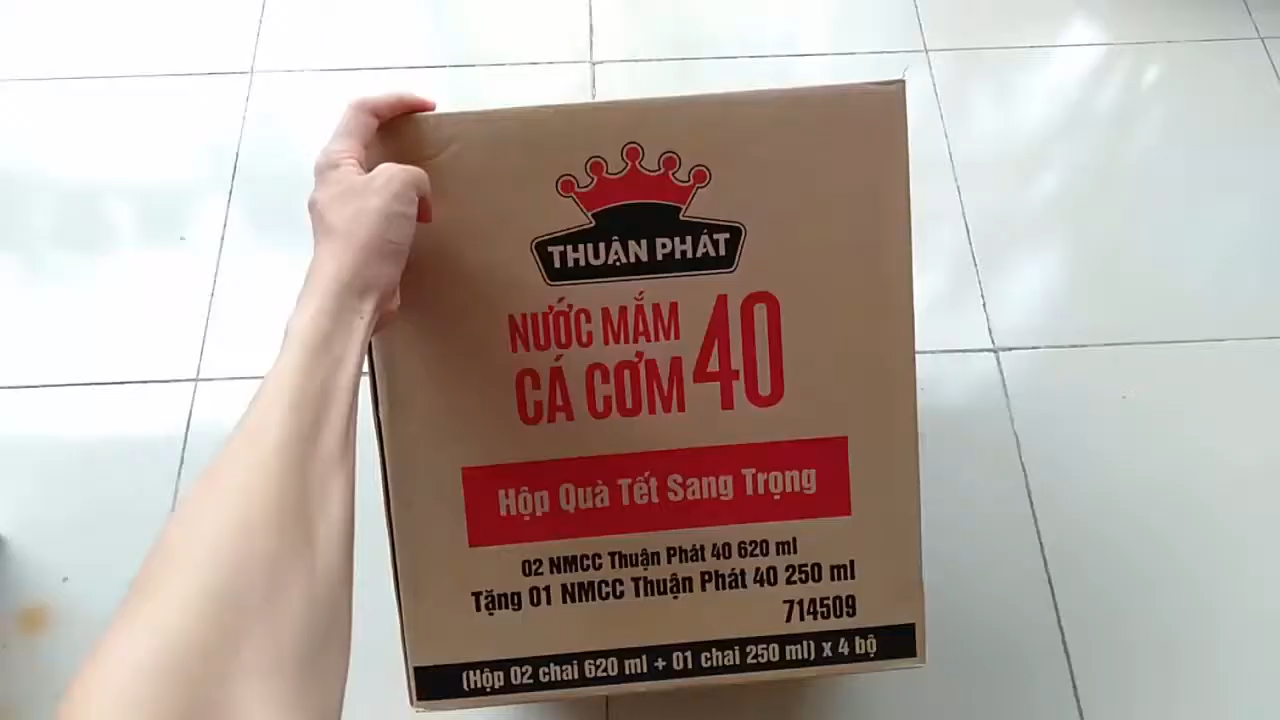 THUẬN PHÁT
NƯỚC MẮM
CÁ CƠM 40
Hộp Quà Tết Sang Trọng
02 NMCC Thuận Phát 40 620 ml
Tặng 01 NMCC Thuận Phát 40 250 ml
714509
(Hộp 02 chai 620 ml + 01 chai 250 ml) x 4 bộ